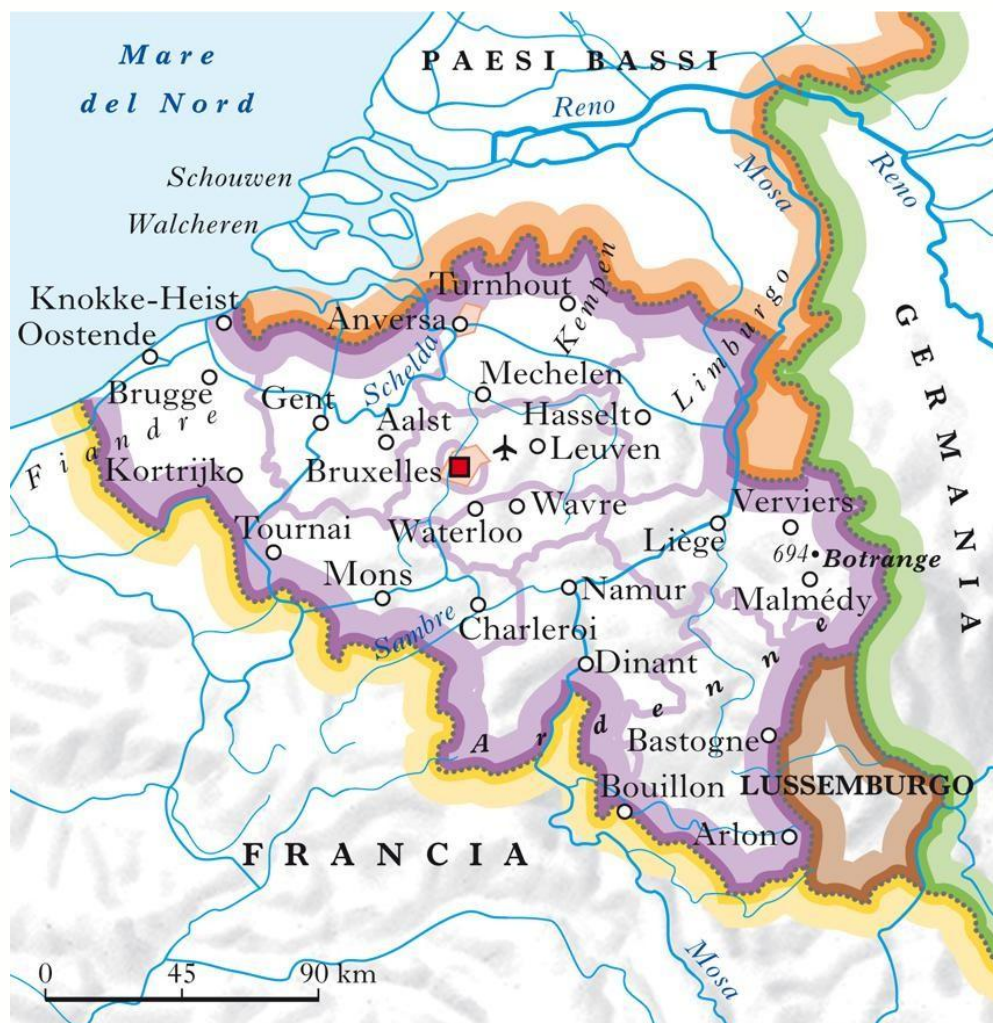 Mare
del Nord
PAESI BASSI
Reno
Mosa
Reno
Schouwen
Walcheren
Knokke-Heist
Oostende
Turnhout
Anversa
Kempen
Limburgo
GERMANIA
Schelda
Brugge
Gent
Mechelen
Aalst
Hasselt
Fiandre
Leuven
Bruxelles
Kortrijk
Wavre
Waterloo
Verviers
Tournai
Liège
694
Botrange
Mons
Namur
Malmédy
Sambre
Charleroi
Dinant
Ardenne
Bastogne
Bouillon
LUSSEMBURGO
Arlon
FRANCIA
Mosa
0 45 90 km